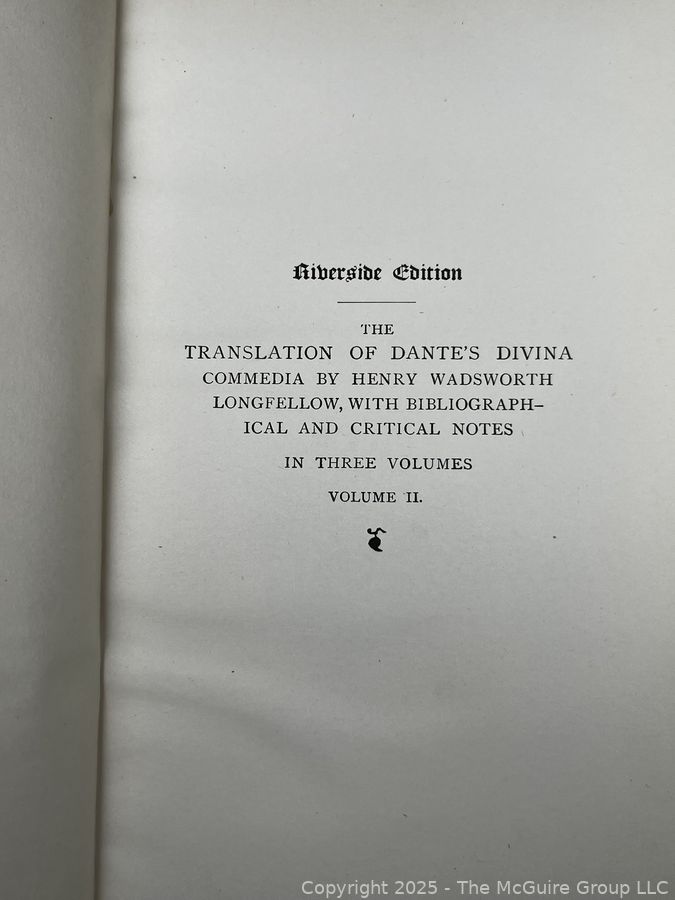 Riverside Edition
THE
TRANSLATION OF DANTE'S DIVINA
COMMEDIA BY HENRY WADSWORTH
LONGFELLOW, WITH BIBLIOGRAPH–
ICAL AND CRITICAL NOTES
IN THREE VOLUMES
VOLUME II.
Copyright 2025 - The McGuire Group LLC